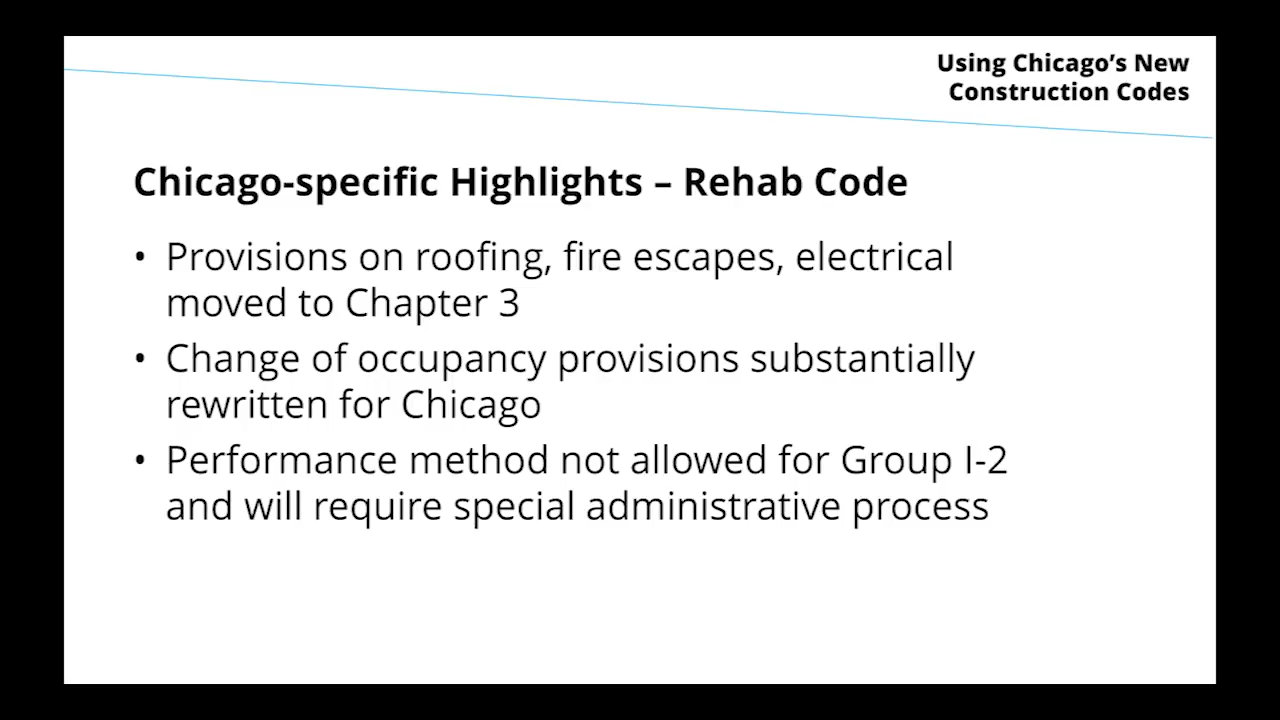 Using Chicago’s New
Construction Codes
Chicago-specific Highlights – Rehab Code
• Provisions on roofing, fire escapes, electrical
moved to Chapter 3
• Change of occupancy provisions substantially
rewritten for Chicago
• Performance method not allowed for Group I-2
and will require special administrative process